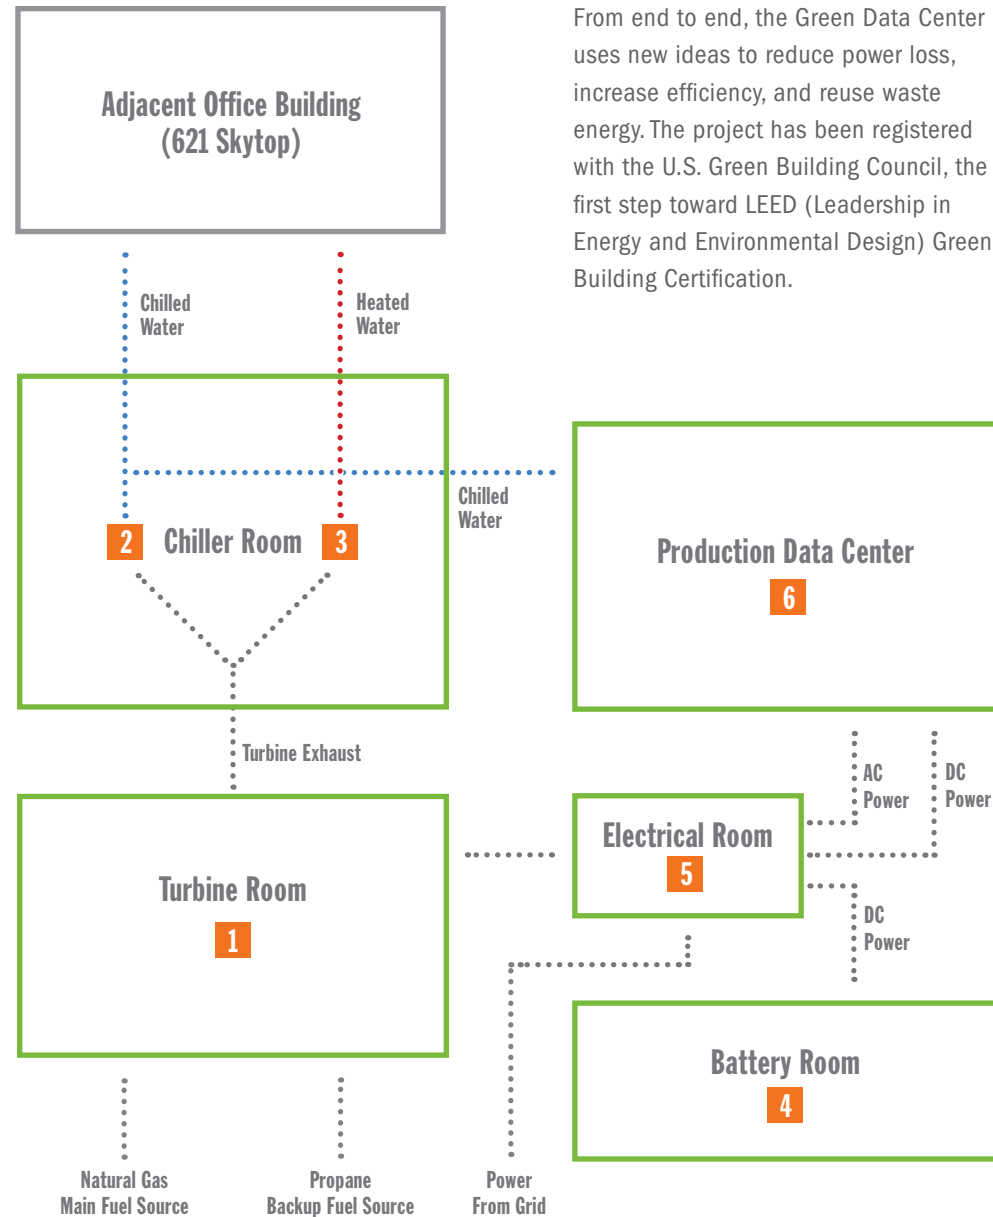 From end to end, the Green Data Center
uses new ideas to reduce power loss,
increase efficiency, and reuse waste
energy. The project has been registered
with the U.S. Green Building Council, the
first step toward LEED (Leadership in
Energy and Environmental Design) Green
Building Certification.
Adjacent Office Building
(621 Skytop)
Chilled
Water
Heated
Water
2
Chiller Room
3
Chilled
Water
Production Data Center
6
Turbine Exhaust
AC
Power
DC
Power
Turbine Room
1
Electrical Room
5
DC
Power
Battery Room
4
Natural Gas
Main Fuel Source
Propane
Backup Fuel Source
Power
From Grid